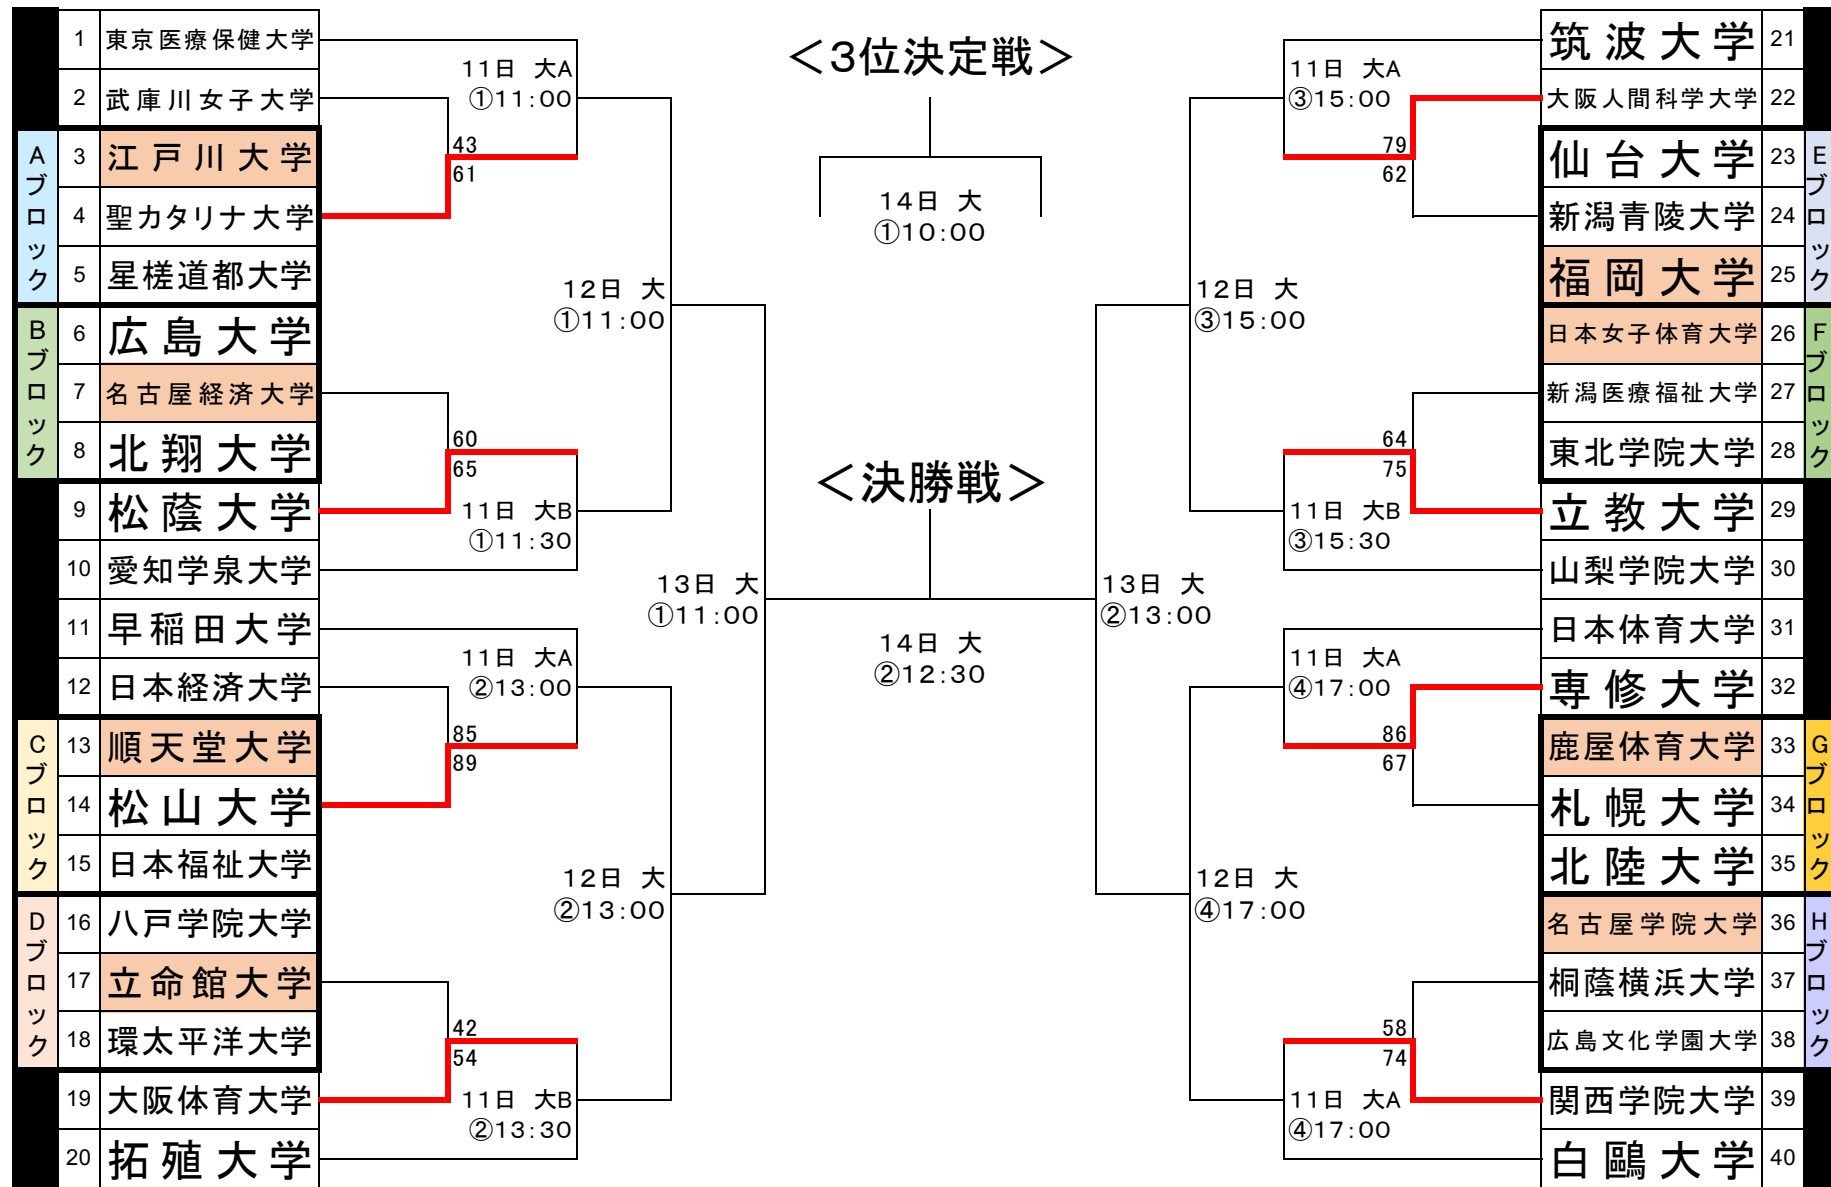 1 東京医療保健大学
2 武庫川女子大学
Aブロック
3 江戸川大学
4 聖カタリナ大学
5 星槎道都大学
Bブロック
6 広島大学
7 名古屋経済大学
8 北翔大学
9 松蔭大学
10 愛知学泉大学
11 早稲田大学
12 日本経済大学
Cブロック
13 順天堂大学
14 松山大学
15 日本福祉大学
Dブロック
16 八戸学院大学
17 立命館大学
18 環太平洋大学
19 大阪体育大学
20 拓殖大学
11日 大A
①11:00
43
61
60
65
11日 大B
①11:30
11日 大A
②13:00
85
89
42
54
11日 大B
②13:30
12日 大
①11:00
12日 大
②13:00
13日 大
①11:00
＜3位決定戦＞
14日 大
①10:00
＜決勝戦＞
14日 大
②12:30
13日 大
②13:00
12日 大
③15:00
12日 大
④17:00
11日 大A
③15:00
79
62
64
75
11日 大B
③15:30
11日 大A
④17:00
86
67
58
74
11日 大A
④17:00
筑波大学 21
大阪人間科学大学 22
仙台大学 23
新潟青陵大学 24
福岡大学 25
Eブロック
日本女子体育大学 26
新潟医療福祉大学 27
東北学院大学 28
Fブロック
立教大学 29
山梨学院大学 30
日本体育大学 31
専修大学 32
鹿屋体育大学 33
札幌大学 34
北陸大学 35
Gブロック
名古屋学院大学 36
桐蔭横浜大学 37
広島文化学園大学 38
Hブロック
関西学院大学 39
白鷗大学 40